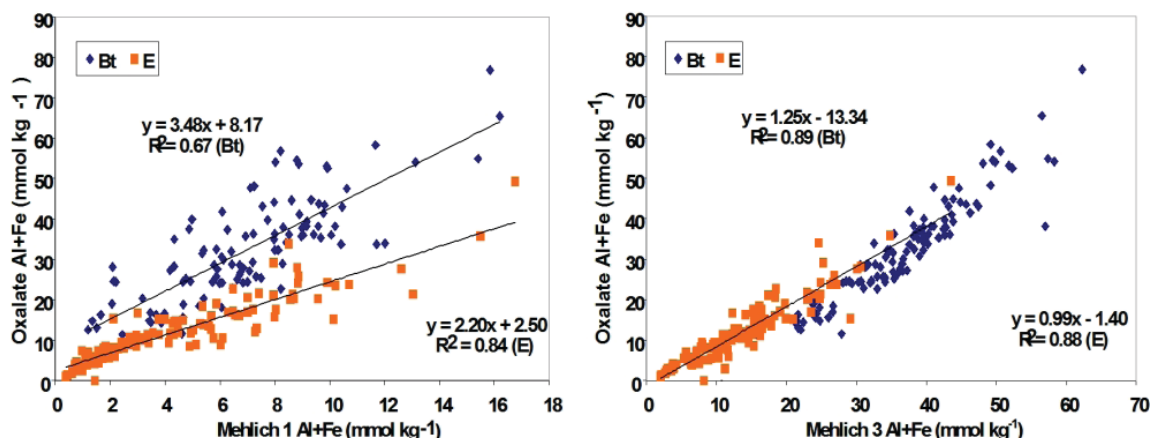 90
80
70
60
50
40
30
20
10
0
Oxalate Al+Fe (mmol kg -1)
Bt E
y = 3.48x + 8.17
R² = 0.67 (Bt)
y = 2.20x + 2.50
R² = 0.84 (E)
0 2 4 6 8 10 12 14 16 18
Mehlich 1 Al+Fe (mmol kg-1)
90
80
70
60
50
40
30
20
10
0
Oxalate Al+Fe (mmol kg⁻¹)
Bt E
y = 1.25x - 13.34
R² = 0.89 (Bt)
y = 0.99x - 1.40
R² = 0.88 (E)
0 10 20 30 40 50 60 70
Mehlich 3 Al+Fe (mmol kg⁻¹)